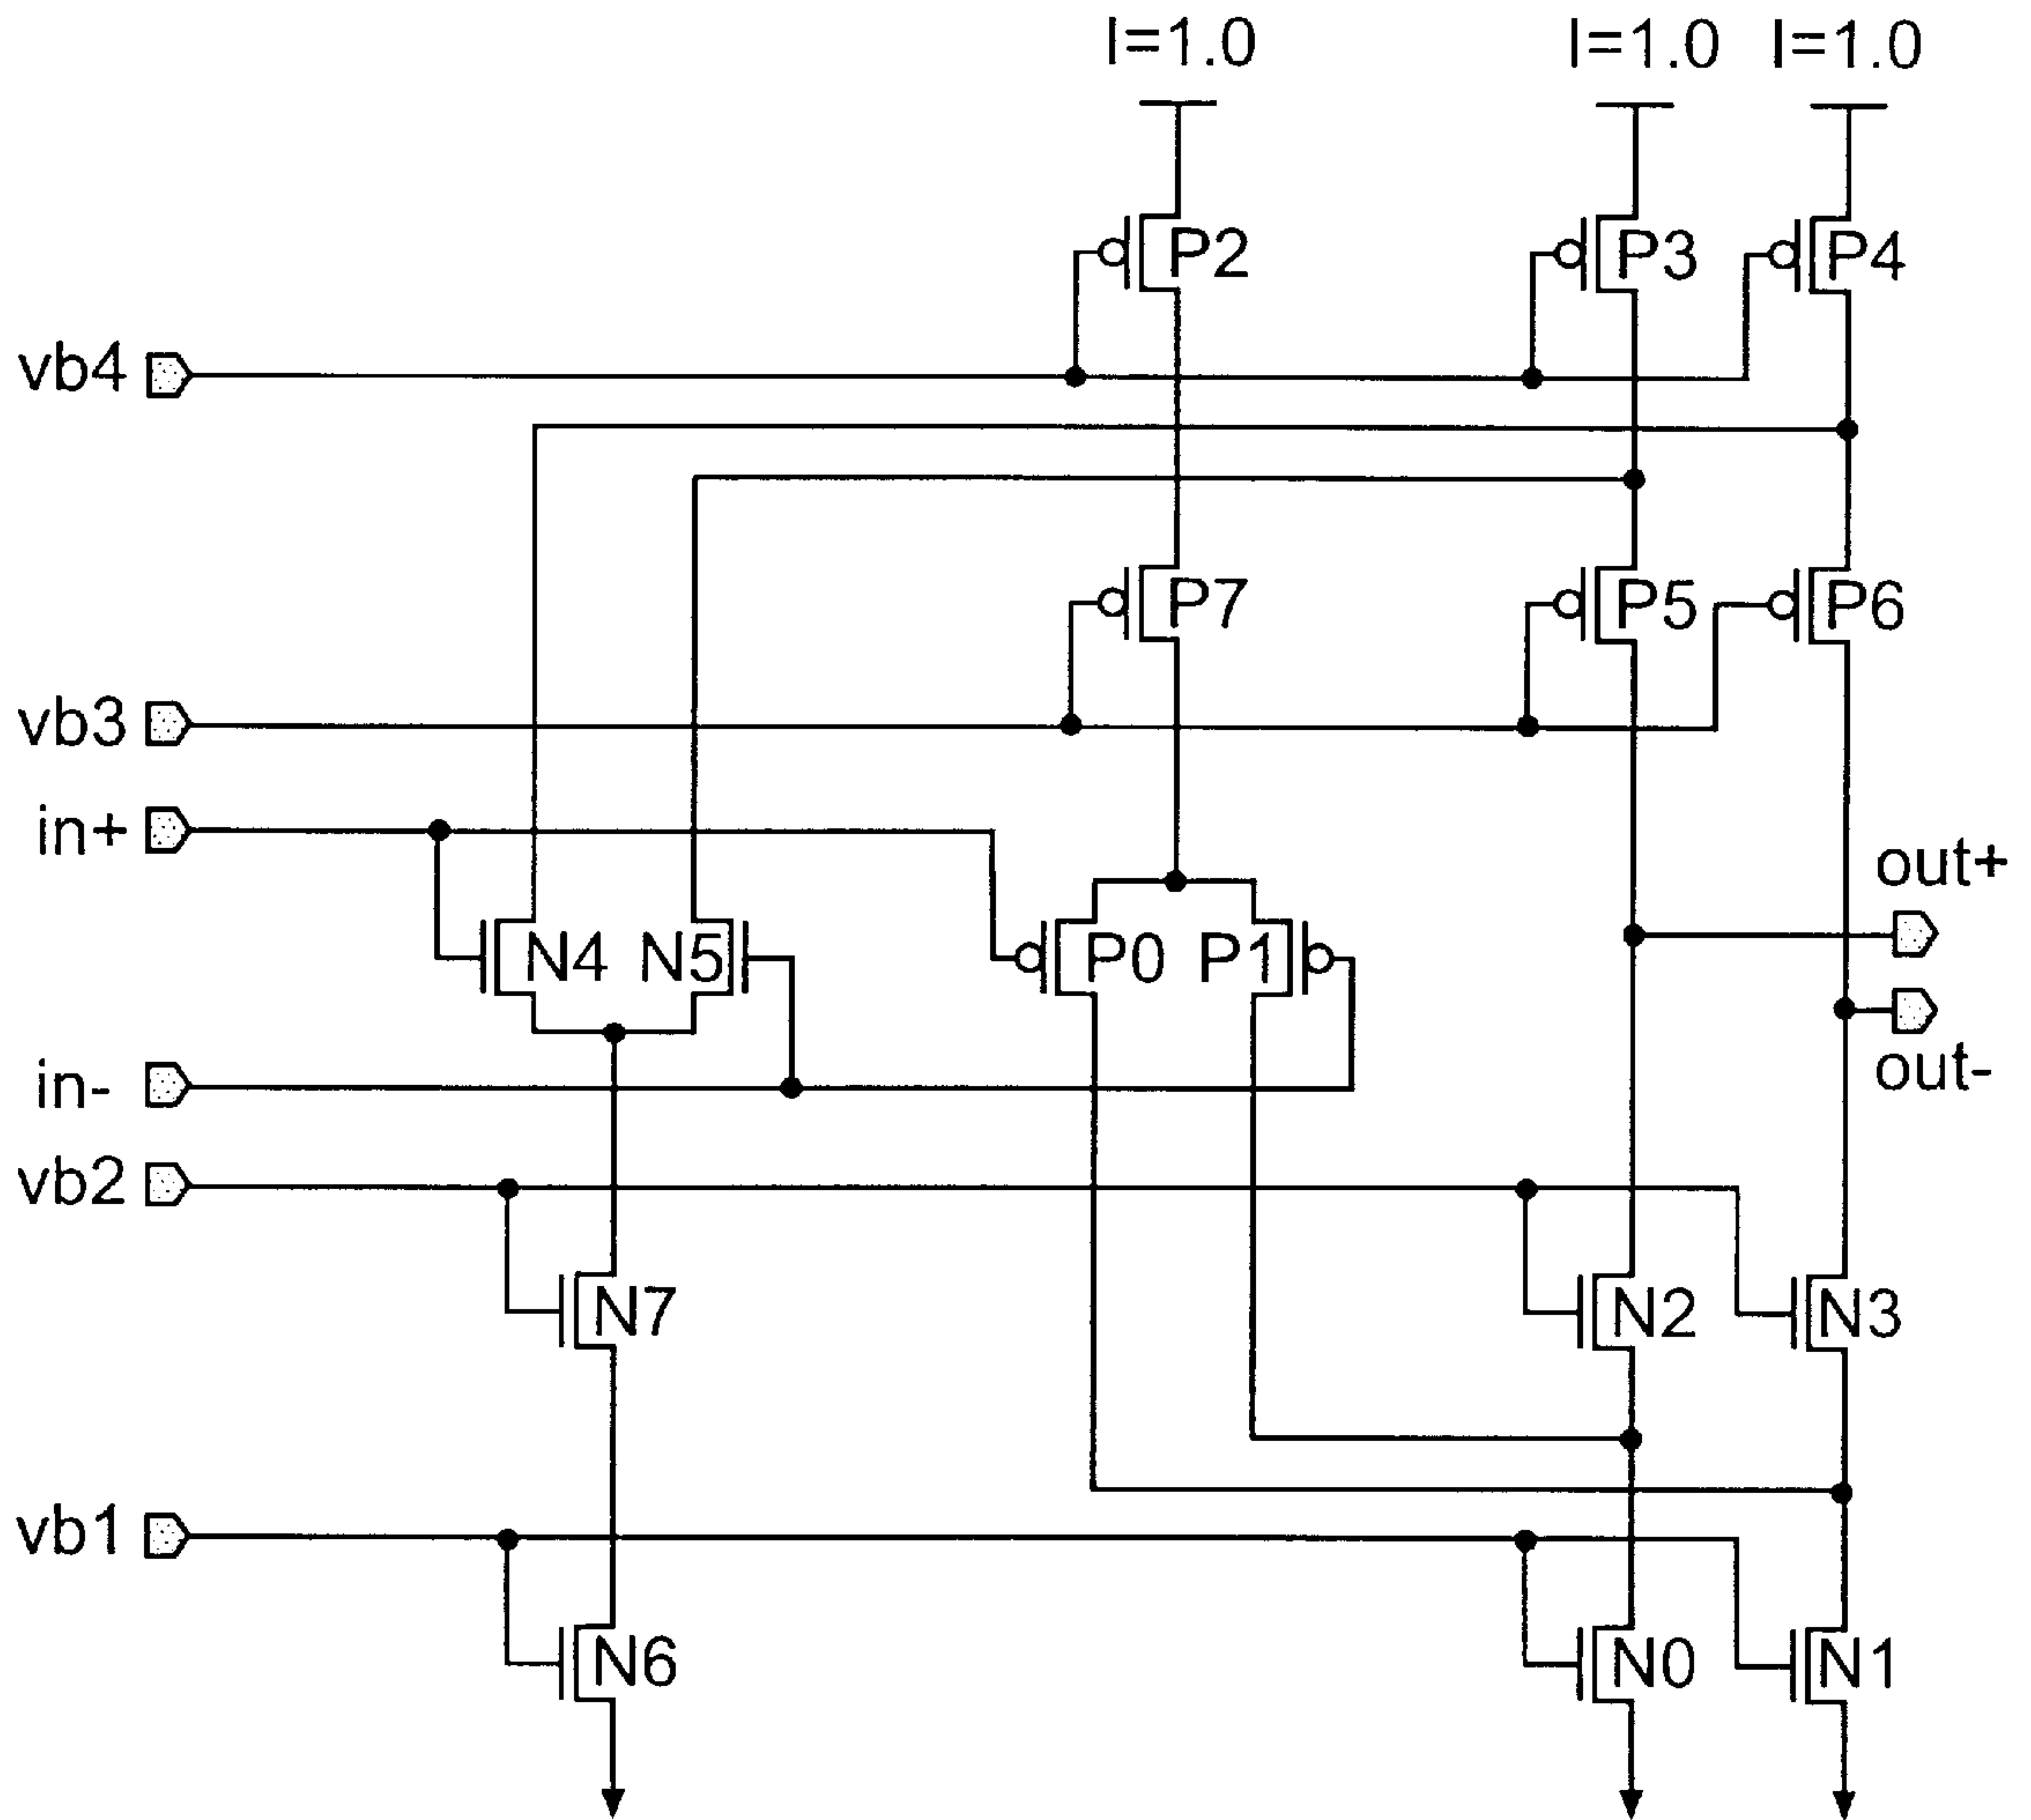 I=1.0 I=1.0 I=1.0
P2 P3 P4
vb4
P7 P5 P6
vb3
in+
out+
N4 N5 P0 P1
in-
out-
vb2
N7 N2 N3
vb1
N6 N0 N1